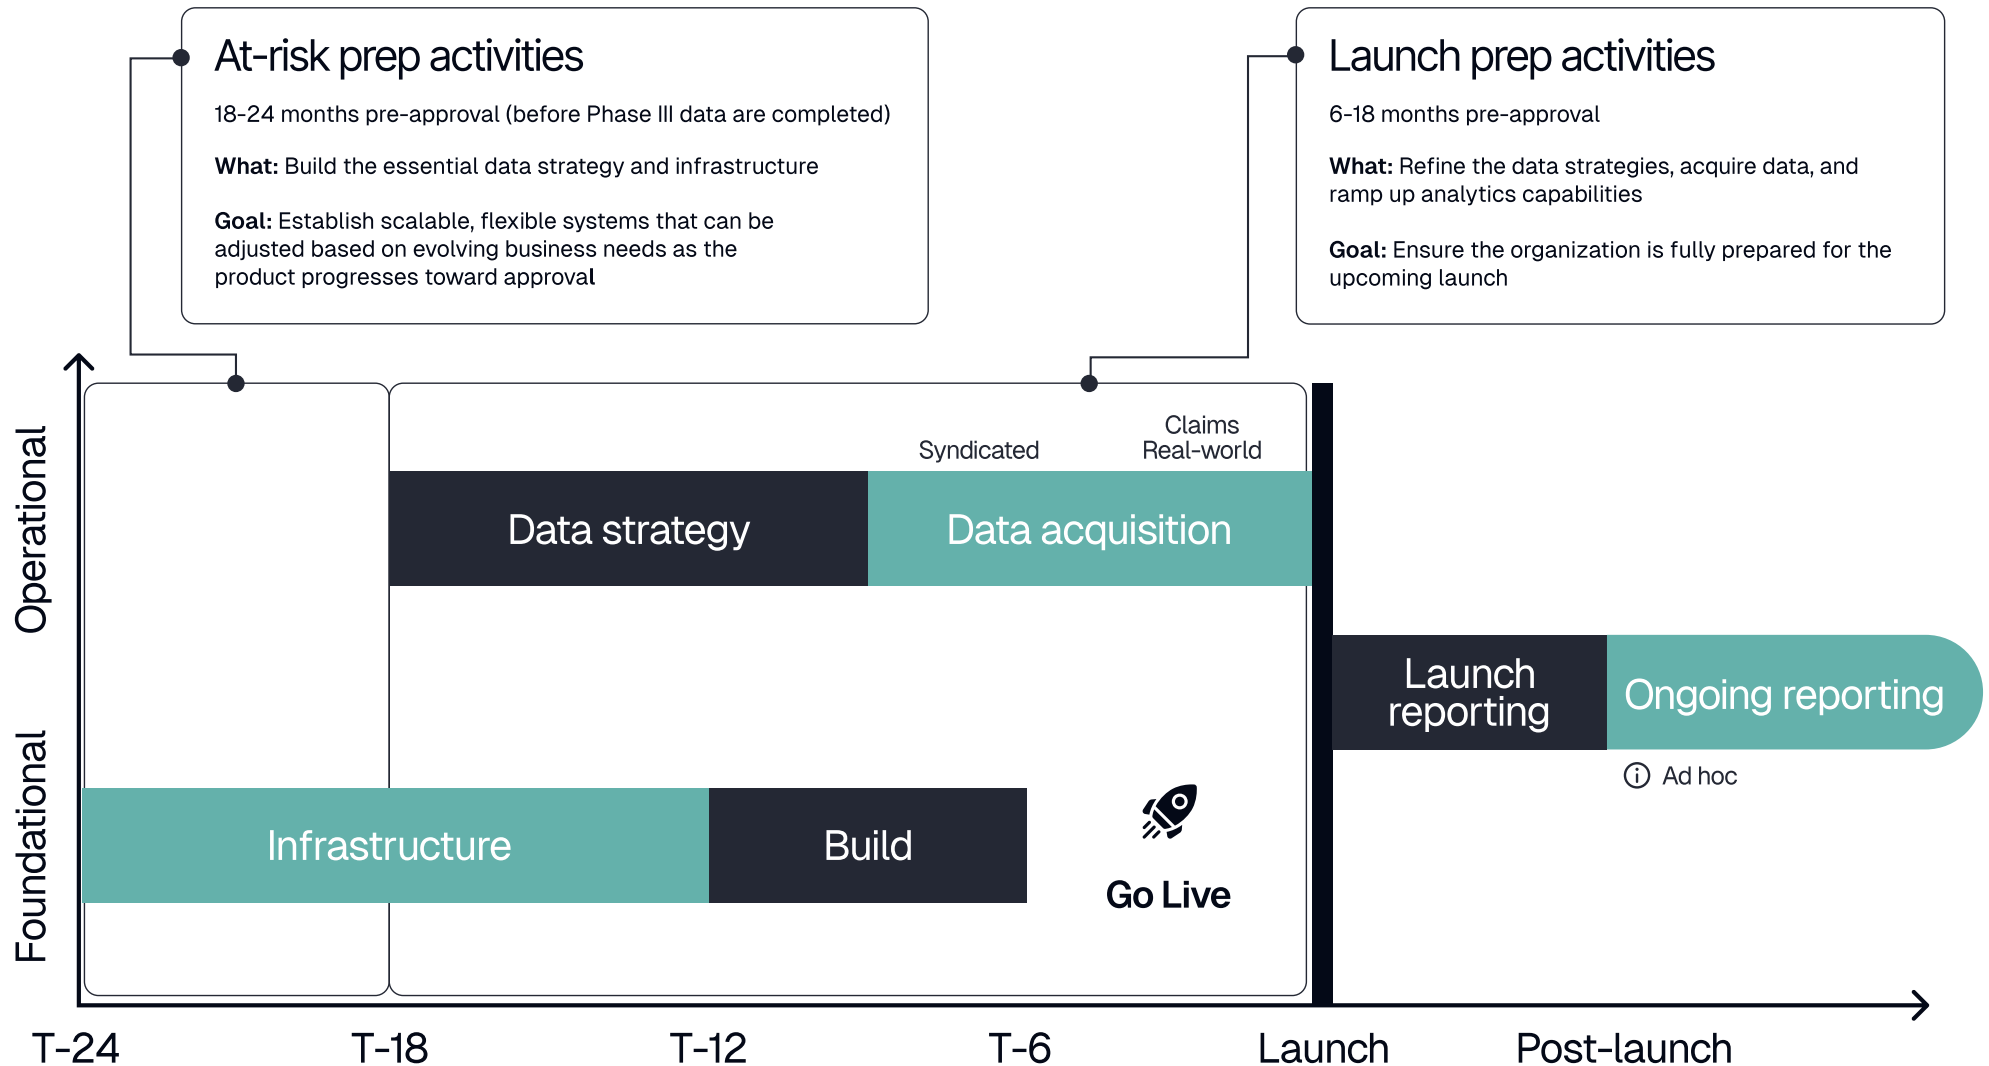 At-risk prep activities
18-24 months pre-approval (before Phase III data are completed)
What: Build the essential data strategy and infrastructure
Goal: Establish scalable, flexible systems that can be
adjusted based on evolving business needs as the
product progresses toward approval
Launch prep activities
6-18 months pre-approval
What: Refine the data strategies, acquire data, and
ramp up analytics capabilities
Goal: Ensure the organization is fully prepared for the
upcoming launch
Operational
Syndicated
Claims
Real-world
Data strategy
Data acquisition
Launch
reporting
Ongoing reporting
Ad hoc
Foundational
Infrastructure
Build
Go Live
T-24
T-18
T-12
T-6
Launch
Post-launch